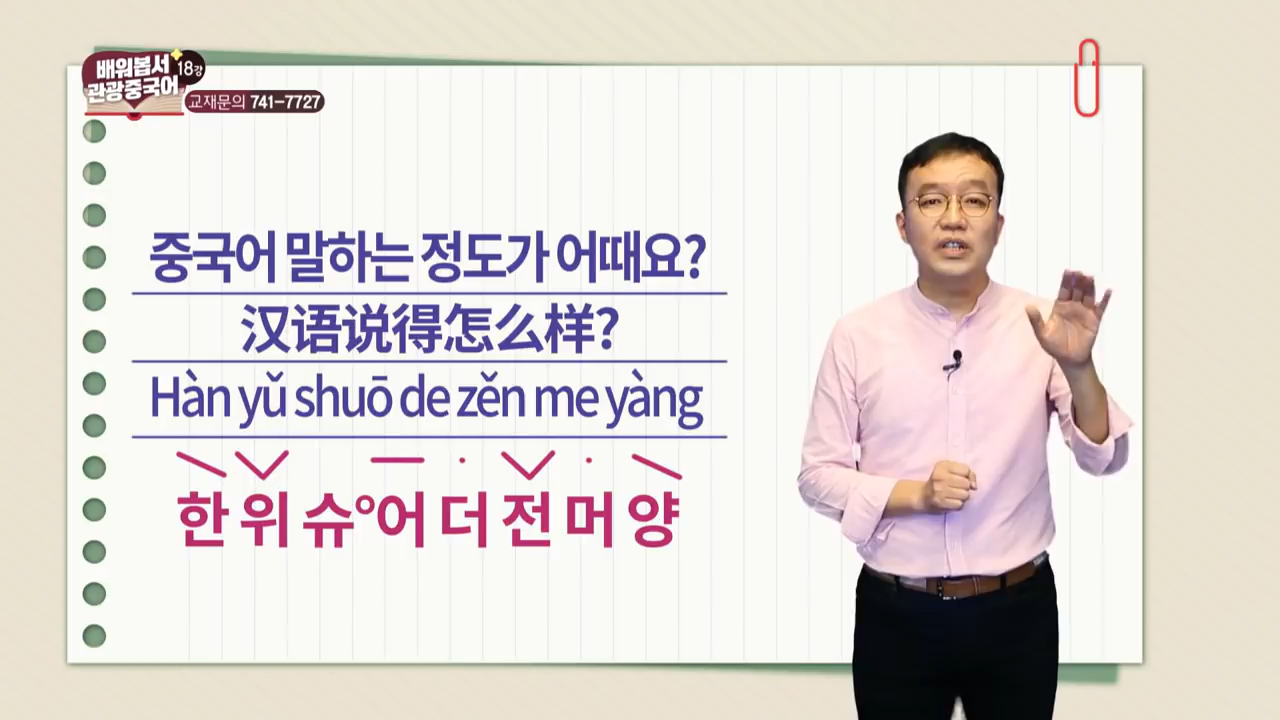 배워봅서
관광중국어
18강
교재문의 741-7727
중국어 말하는 정도가 어때요?
汉语说得怎么样?
Hàn yǔ shuō de zěn me yàng
한 위 슈°어 더 전 머 양